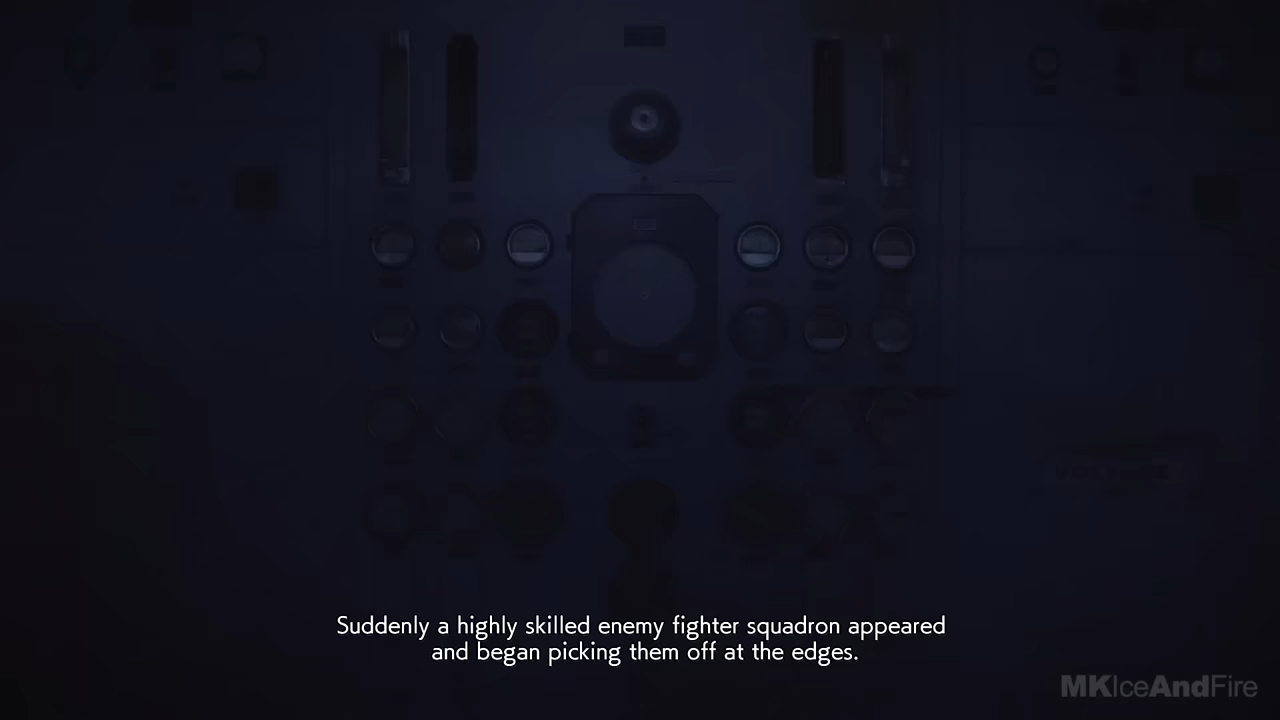 Suddenly a highly skilled enemy fighter squadron appeared
and began picking them off at the edges.
MKIceAndFire